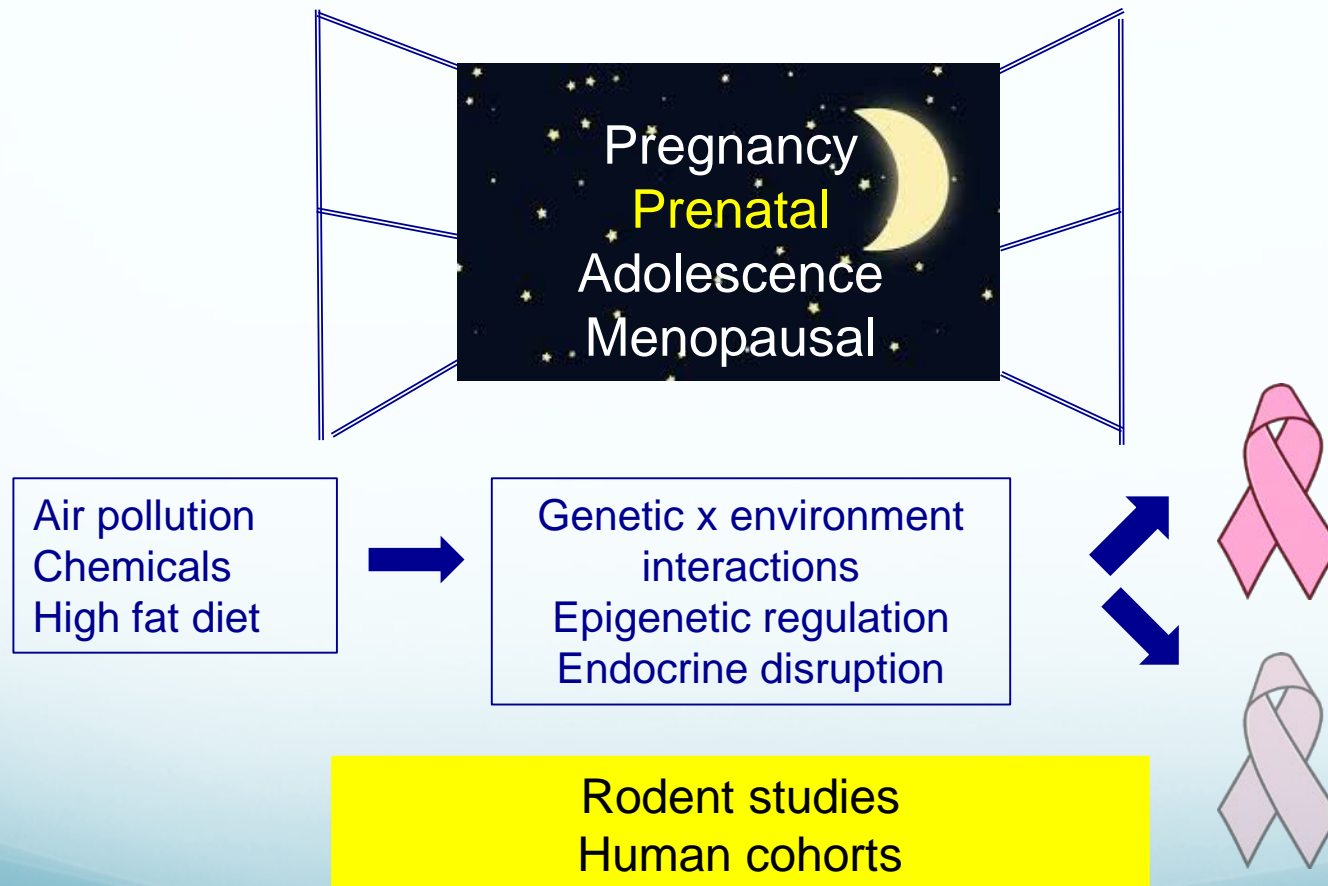 Pregnancy
Prenatal
Adolescence
Menopausal
Air pollution
Chemicals
High fat diet
Genetic x environment
interactions
Epigenetic regulation
Endocrine disruption
Rodent studies
Human cohorts